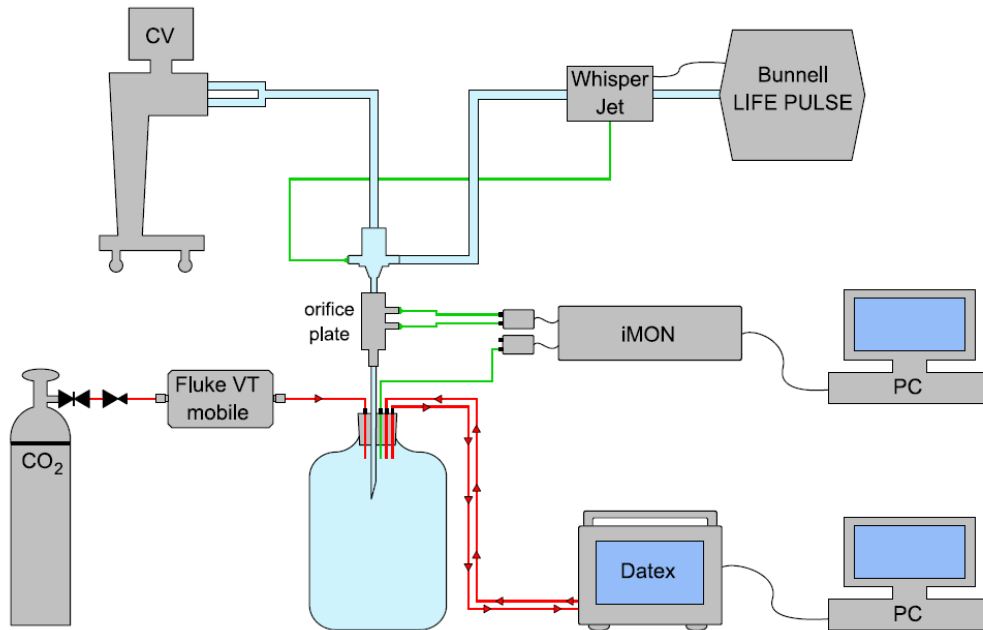 CV
Whisper
Jet
Bunnell
LIFE PULSE
orifice
plate
iMON
PC
Fluke VT
mobile
CO₂
Datex
PC